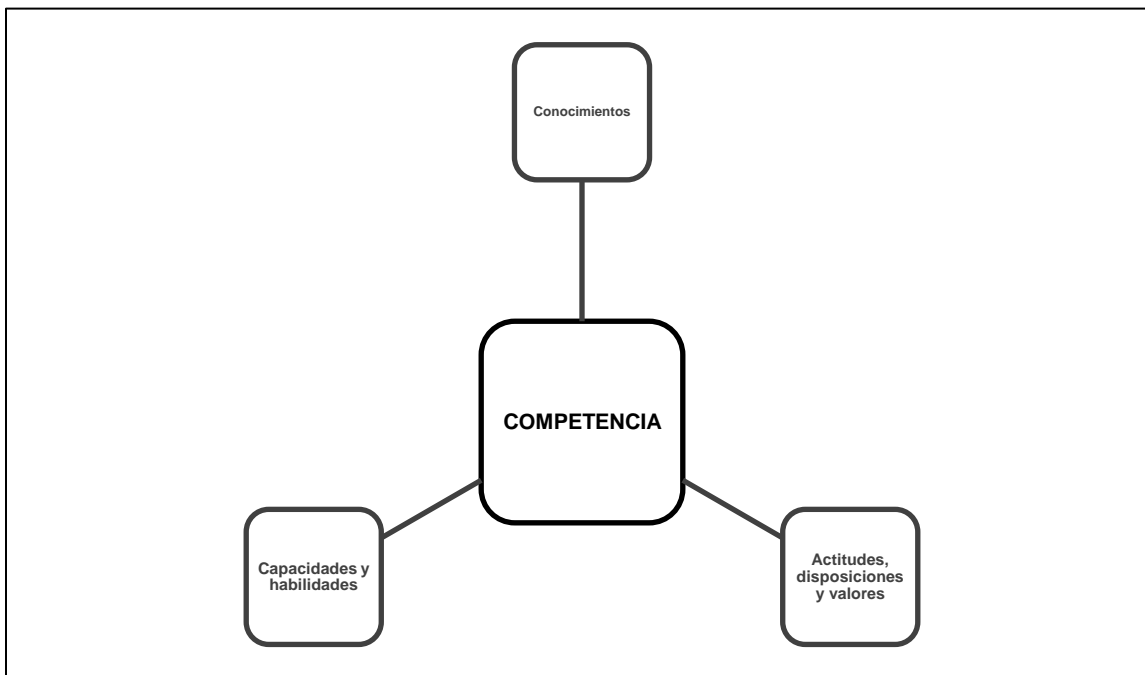 Conocimientos
COMPETENCIA
Capacidades y
habilidades
Actitudes,
disposiciones
y valores